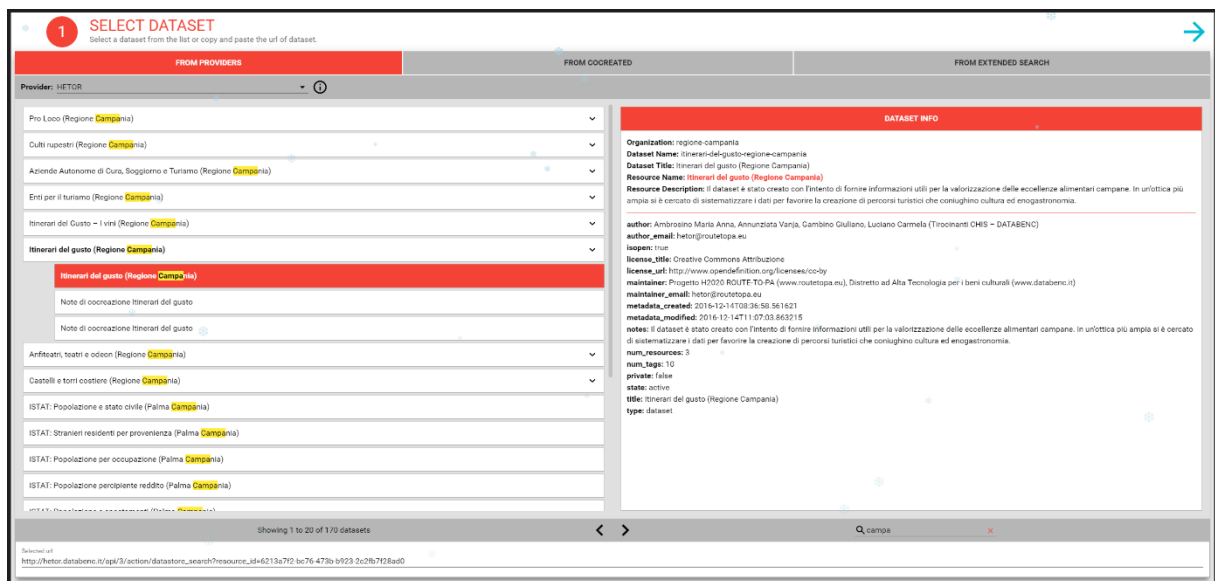 1
SELECT DATASET
Select a dataset from the list or copy and paste the url of dataset.
FROM PROVIDERS
FROM COCREATED
FROM EXTENDED SEARCH
Provider: HETOR
Pro Loco (Regione Campania)
Culti rupestri (Regione Campania)
Aziende Autonome di Cura, Soggiorno e Turismo (Regione Campania)
Enti per il turismo (Regione Campania)
Itinerari del Gusto – I vini (Regione Campania)
Itinerari del gusto (Regione Campania)
Itinerari del gusto (Regione Campania)
Note di cocreazione Itinerari del gusto
Note di cocreazione Itinerari del gusto
Anfiteatri, teatri e odeon (Regione Campania)
Castelli e torri costiere (Regione Campania)
ISTAT: Popolazione e stato civile (Palma Campania)
ISTAT: Stranieri residenti per provenienza (Palma Campania)
ISTAT: Popolazione per occupazione (Palma Campania)
ISTAT: Popolazione percipiente reddito (Palma Campania)
DATASET INFO
Organization: regione-campania
Dataset Name: itinerari-del-gusto-regione-campania
Dataset Title: Itinerari del gusto (Regione Campania)
Resource Name: Itinerari del gusto (Regione Campania)
Resource Description: Il dataset è stato creato con l'intento di fornire informazioni utili per la valorizzazione delle eccellenze alimentari campane. In un'ottica più
ampia si è cercato di sistematizzare i dati per favorire la creazione di percorsi turistici che coniughino cultura ed enogastronomia.
author: Ambrosino Maria Anna, Annunziata Vanja, Gambino Giuliano, Luciano Carmela (Tirocinanti CHIS – DATABENC)
author_email: hetor@routetopa.eu
isopen: true
license_title: Creative Commons Attribuzione
license_url: http://www.opendefinition.org/licenses/cc-by
maintainer: Progetto H2020 ROUTE-TO-PA (www.routetopa.eu), Distretto ad Alta Tecnologia per i beni culturali (www.databenc.it)
maintainer_email: hetor@routetopa.eu
metadata_created: 2016-12-14T08:36:58.561621
metadata_modified: 2016-12-14T11:07:03.863215
notes: Il dataset è stato creato con l'intento di fornire informazioni utili per la valorizzazione delle eccellenze alimentari campane. In un'ottica più ampia si è cercato
di sistematizzare i dati per favorire la creazione di percorsi turistici che coniughino cultura ed enogastronomia.
num_resources: 3
num_tags: 10
private: false
state: active
title: Itinerari del gusto (Regione Campania)
type: dataset
Showing 1 to 20 of 170 datasets
campa
Selected url
http://hetor.databenc.it/api/3/action/datastore_search?resource_id=6213a7f2-bc76-473b-b923-2c2fb7f28ad0